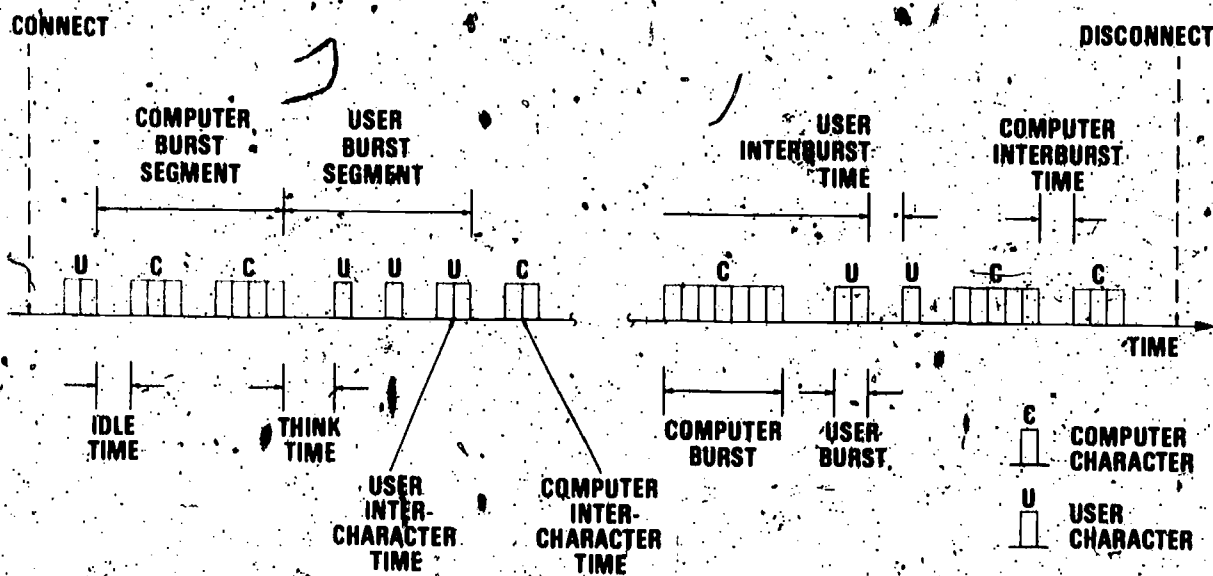 CONNECT
DISCONNECT
COMPUTER
BURST
SEGMENT
USER
BURST
SEGMENT
USER
INTERBURST
TIME
COMPUTER
INTERBURST
TIME
U C C U U U C C U U C C
TIME
IDLE
TIME
THINK
TIME
COMPUTER
BURST
USER
BURST
USER
INTER-
CHARACTER
TIME
COMPUTER
INTER-
CHARACTER
TIME
C
COMPUTER
CHARACTER
U
USER
CHARACTER